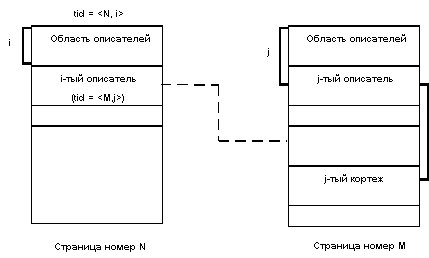 tid = <N, i>
i
Область описателей
i-тый описатель
(tid = <M,j>)
Страница номер N
j
Область описателей
j-тый описатель
j-тый кортеж
Страница номер M